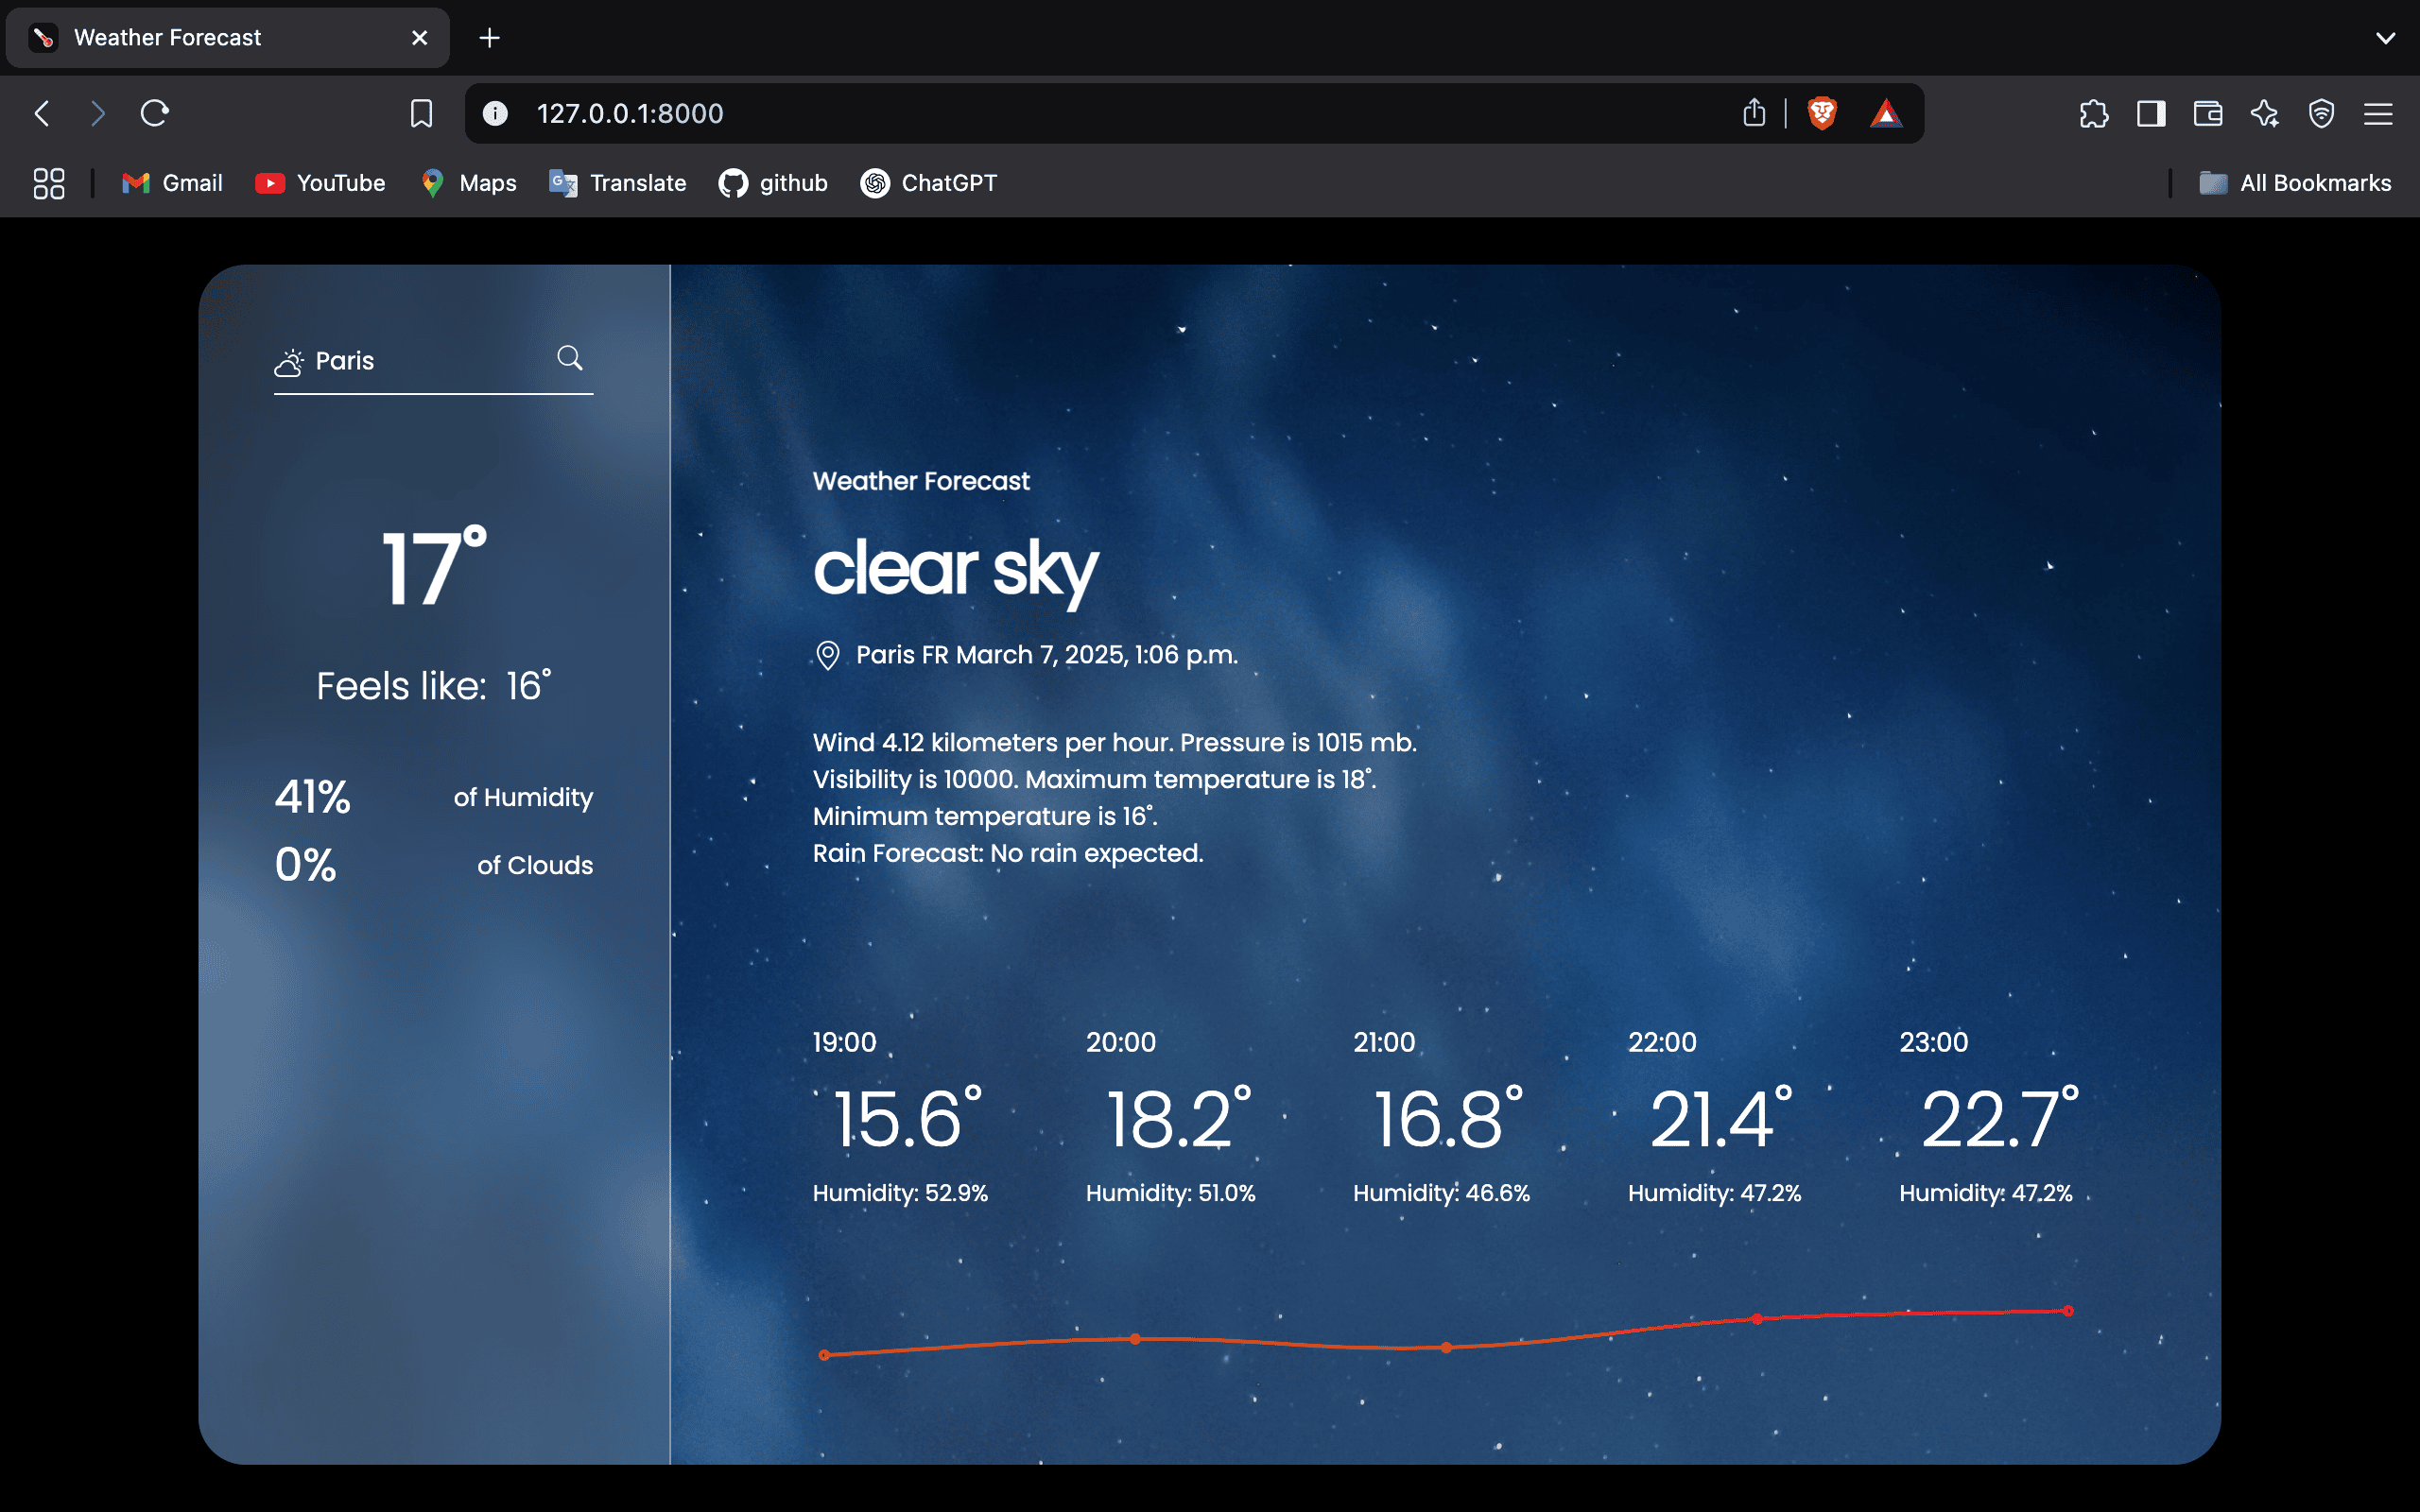 Weather Forecast
127.0.0.1:8000
Gmail YouTube Maps Translate github ChatGPT All Bookmarks
Paris
17°
Feels like: 16°
41% of Humidity
0% of Clouds
Weather Forecast
clear sky
Paris FR March 7, 2025, 1:06 p.m.
Wind 4.12 kilometers per hour. Pressure is 1015 mb.
Visibility is 10000. Maximum temperature is 18°.
Minimum temperature is 16°.
Rain Forecast: No rain expected.
19:00 20:00 21:00 22:00 23:00
15.6° 18.2° 16.8° 21.4° 22.7°
Humidity: 52.9% Humidity: 51.0% Humidity: 46.6% Humidity: 47.2% Humidity: 47.2%